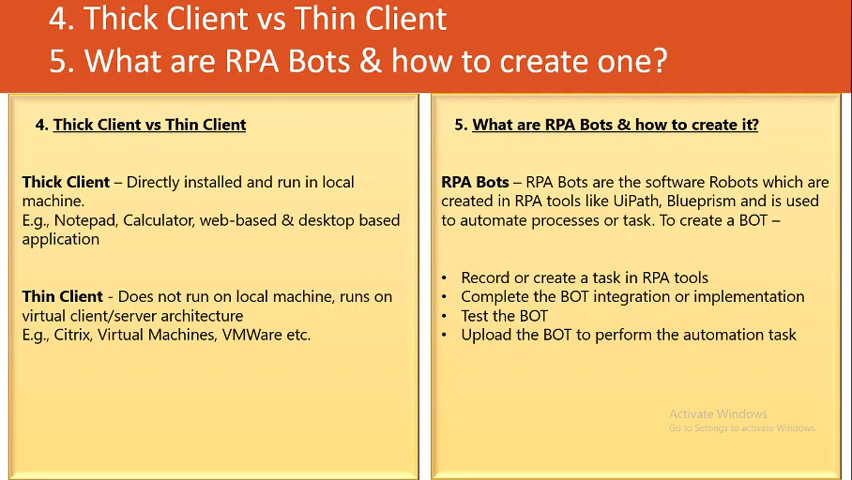 4. Thick Client vs Thin Client
5. What are RPA Bots & how to create one?
4. Thick Client vs Thin Client
Thick Client – Directly installed and run in local
machine.
E.g., Notepad, Calculator, web-based & desktop based
application
Thin Client - Does not run on local machine, runs on
virtual client/server architecture
E.g., Citrix, Virtual Machines, VMWare etc.
5. What are RPA Bots & how to create it?
RPA Bots – RPA Bots are the software Robots which are
created in RPA tools like UiPath, Blueprism and is used
to automate processes or task. To create a BOT –
• Record or create a task in RPA tools
• Complete the BOT integration or implementation
• Test the BOT
• Upload the BOT to perform the automation task
Activate Windows
Go to Settings to activate Windows.